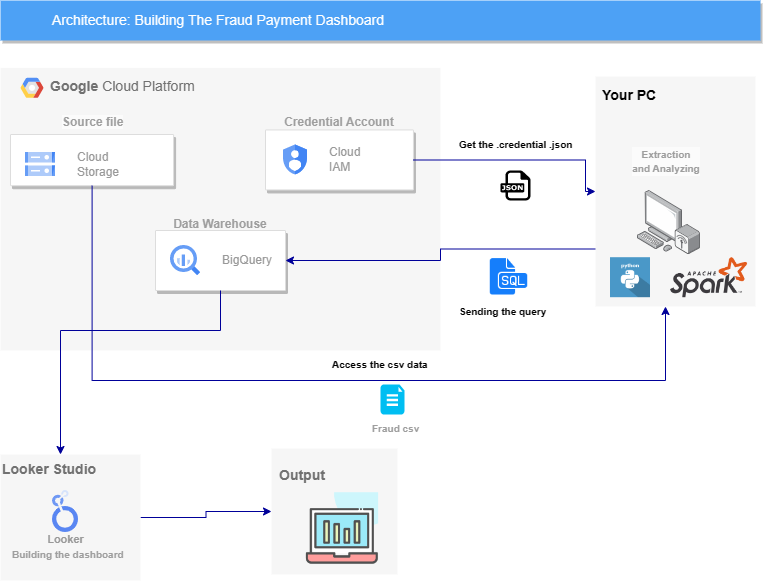 Architecture: Building The Fraud Payment Dashboard
Google Cloud Platform
Your PC
Source file
Credential Account
Cloud
Storage
Cloud
IAM
Get the .credential .json
JSON
Extraction
and Analyzing
Data Warehouse
BigQuery
python
APACHE
Spark
SQL
Sending the query
Access the csv data
Fraud csv
Looker Studio
Looker
Building the dashboard
Output